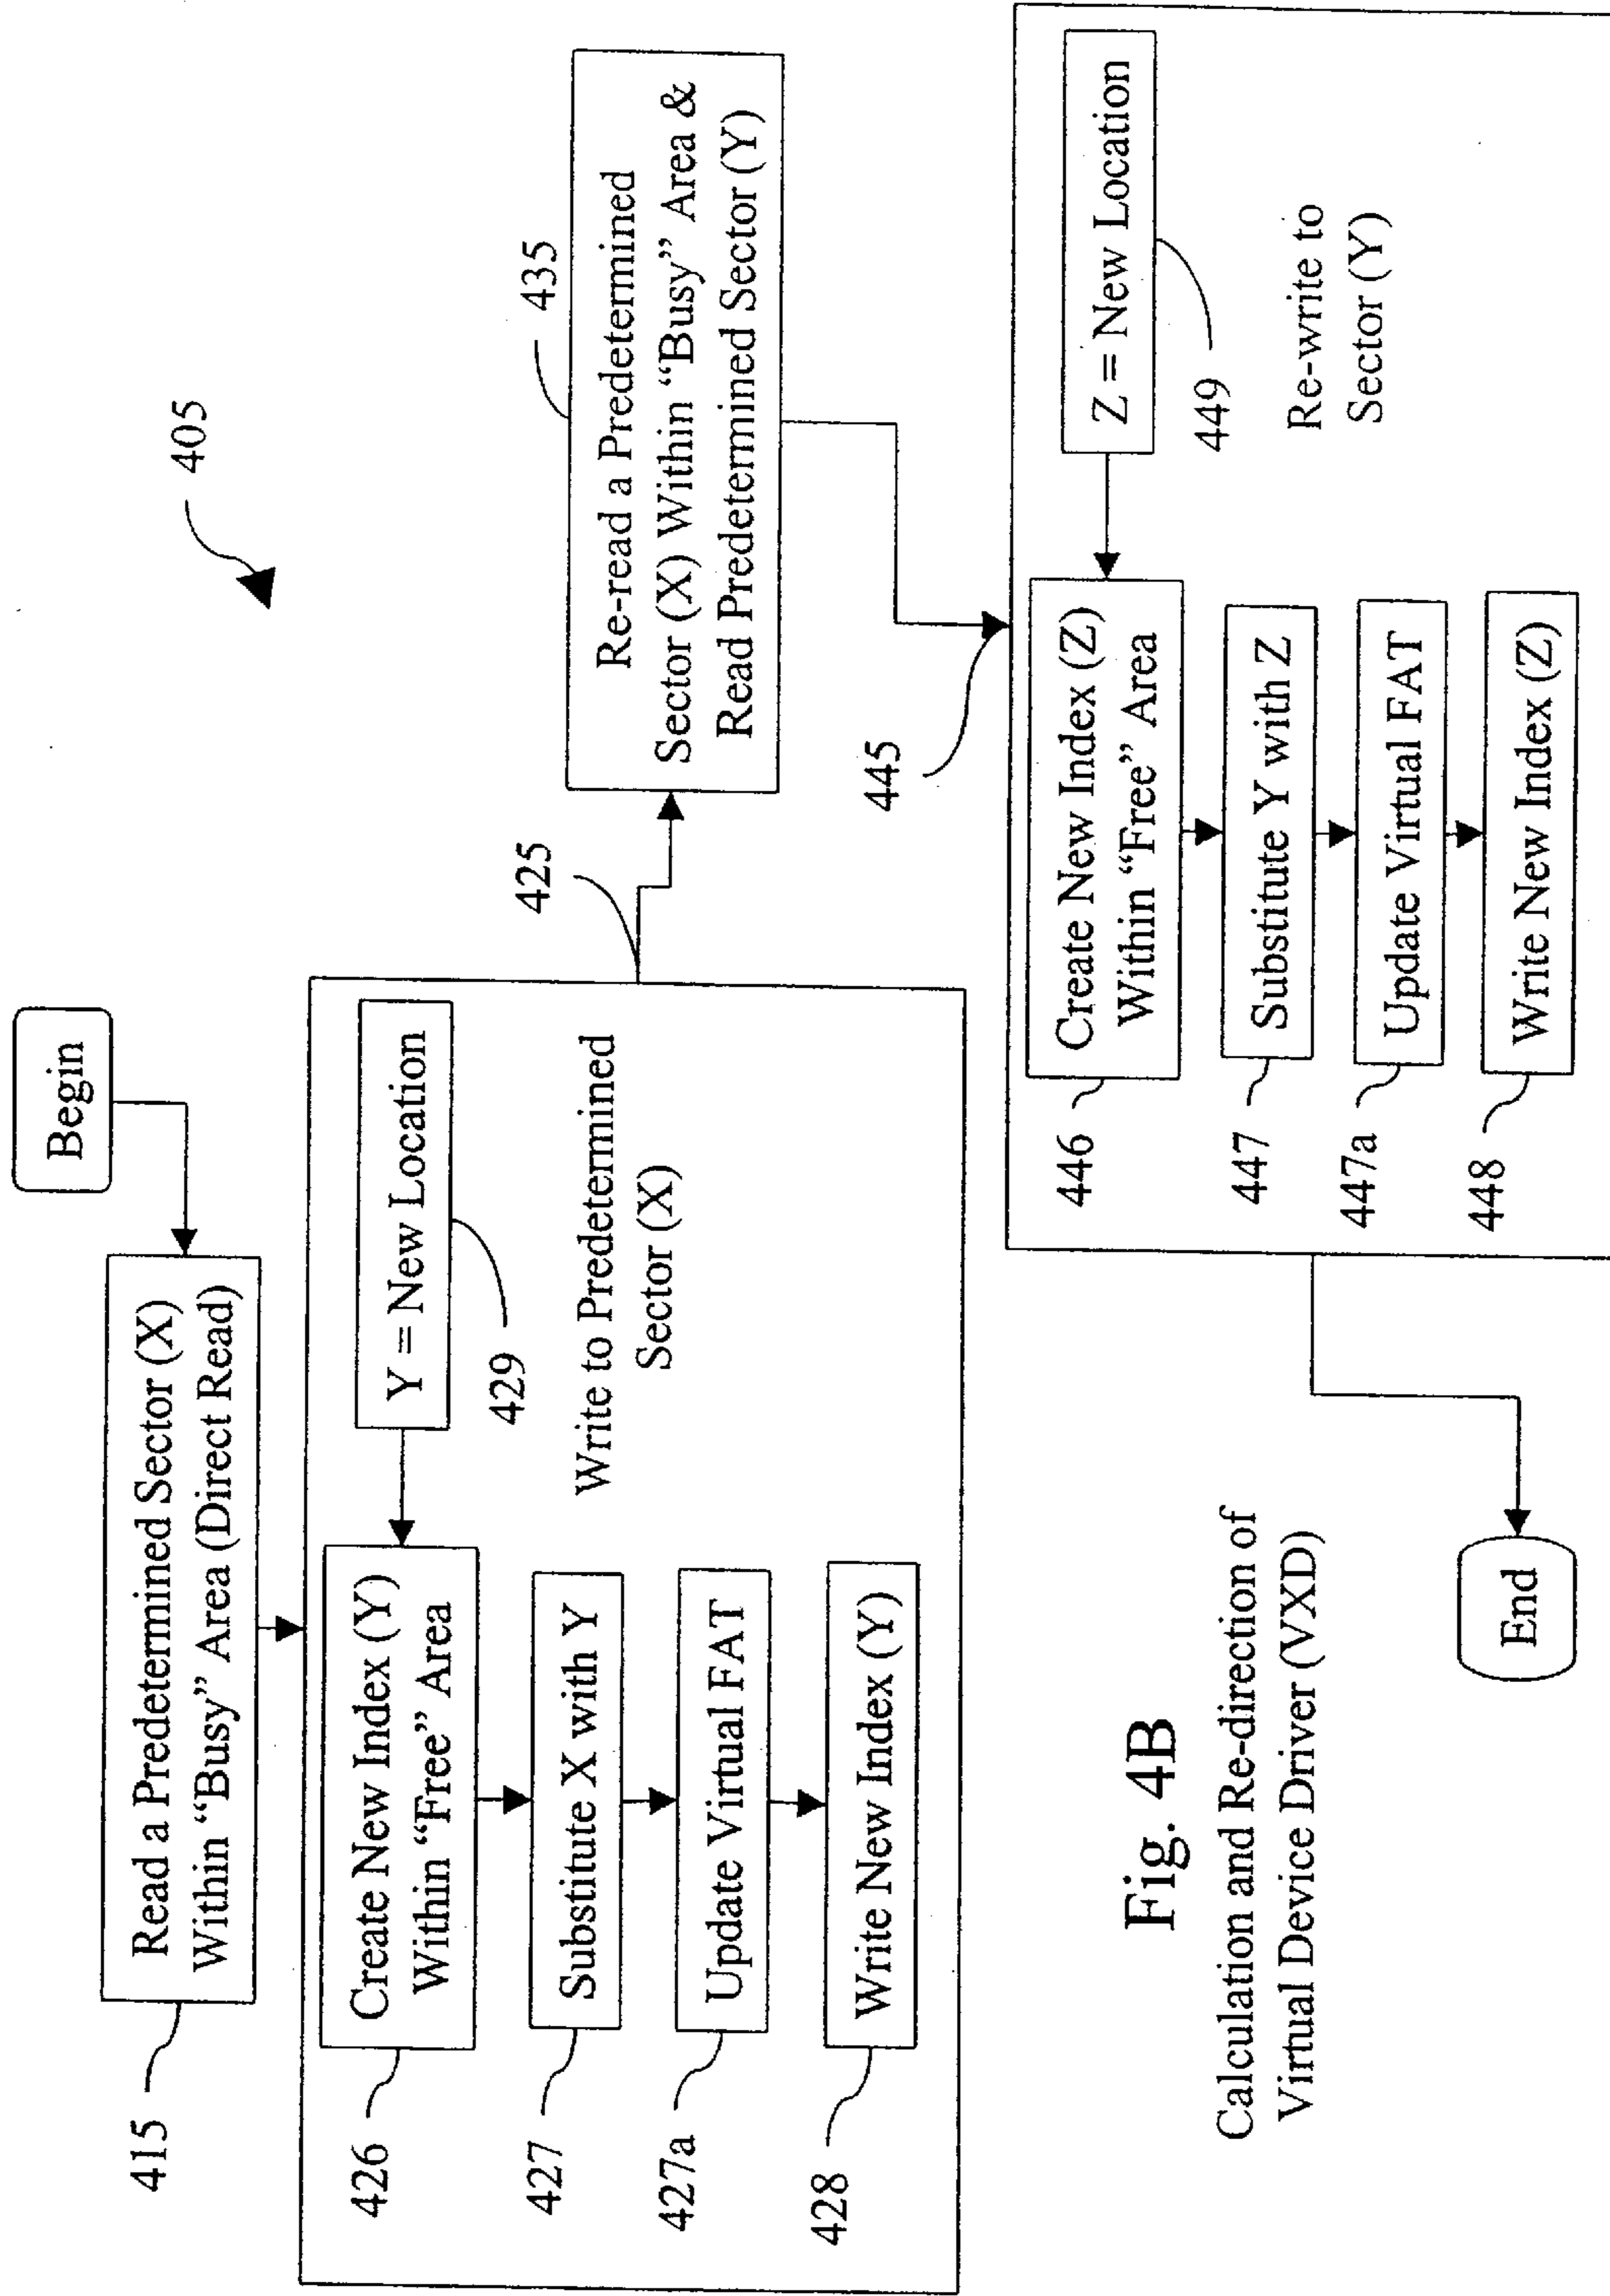 405
Begin
Read a Predetermined Sector (X)
Within “Busy” Area (Direct Read)
415
425
Create New Index (Y)
Within “Free” Area
426
Y = New Location
429
Substitute X with Y
427
Update Virtual FAT
427a
Write New Index (Y)
428
Write to Predetermined
Sector (X)
Re-read a Predetermined
Sector (X) Within “Busy” Area &
Read Predetermined Sector (Y)
435
445
Create New Index (Z)
Within “Free” Area
446
Z = New Location
449
Substitute Y with Z
447
Update Virtual FAT
447a
Write New Index (Z)
448
Re-write to
Sector (Y)
End
Fig. 4B
Calculation and Re-direction of
Virtual Device Driver (VXD)